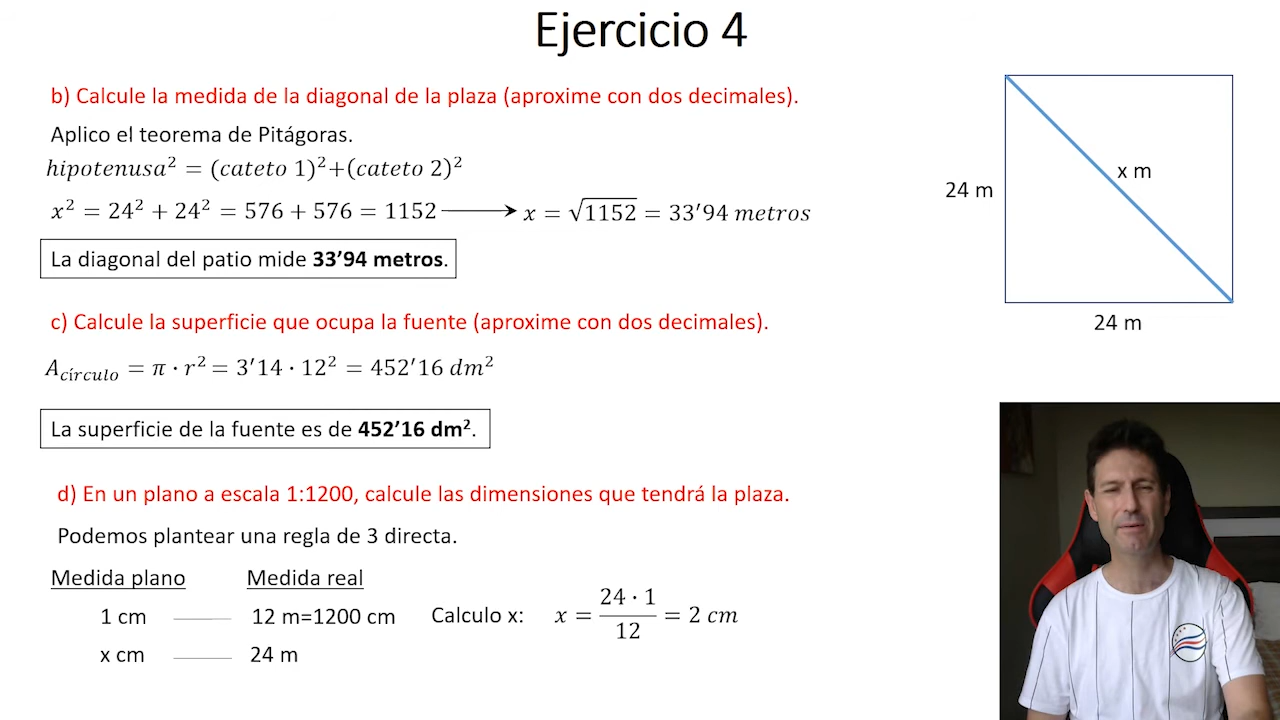 Ejercicio 4
b) Calcule la medida de la diagonal de la plaza (aproxime con dos decimales).
Aplico el teorema de Pitágoras.
hipotenusa² = (cateto 1)²+(cateto 2)²
x² = 24² + 24² = 576 + 576 = 1152 ⟶ x = √1152 = 33′94 metros
La diagonal del patio mide 33’94 metros.
x m
24 m
24 m
c) Calcule la superficie que ocupa la fuente (aproxime con dos decimales).
A_círculo = π · r² = 3′14 · 12² = 452′16 dm²
La superficie de la fuente es de 452’16 dm².
d) En un plano a escala 1:1200, calcule las dimensiones que tendrá la plaza.
Podemos plantear una regla de 3 directa.
Medida plano Medida real
1 cm 12 m=1200 cm Calculo x: x = 24 · 1 / 12 = 2 cm
x cm 24 m